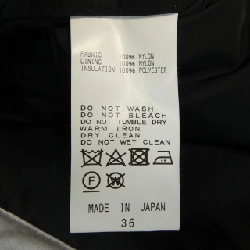 FABRIC 100% NYLON
LINING 100% NYLON
INSULATION 100% POLYESTER
DO NOT WASH
DO NOT BLEACH
DO NOT TUMBLE DRY
WARM IRON
DRY CLEAN
DO NOT WET CLEAN
F W
MADE IN JAPAN
36